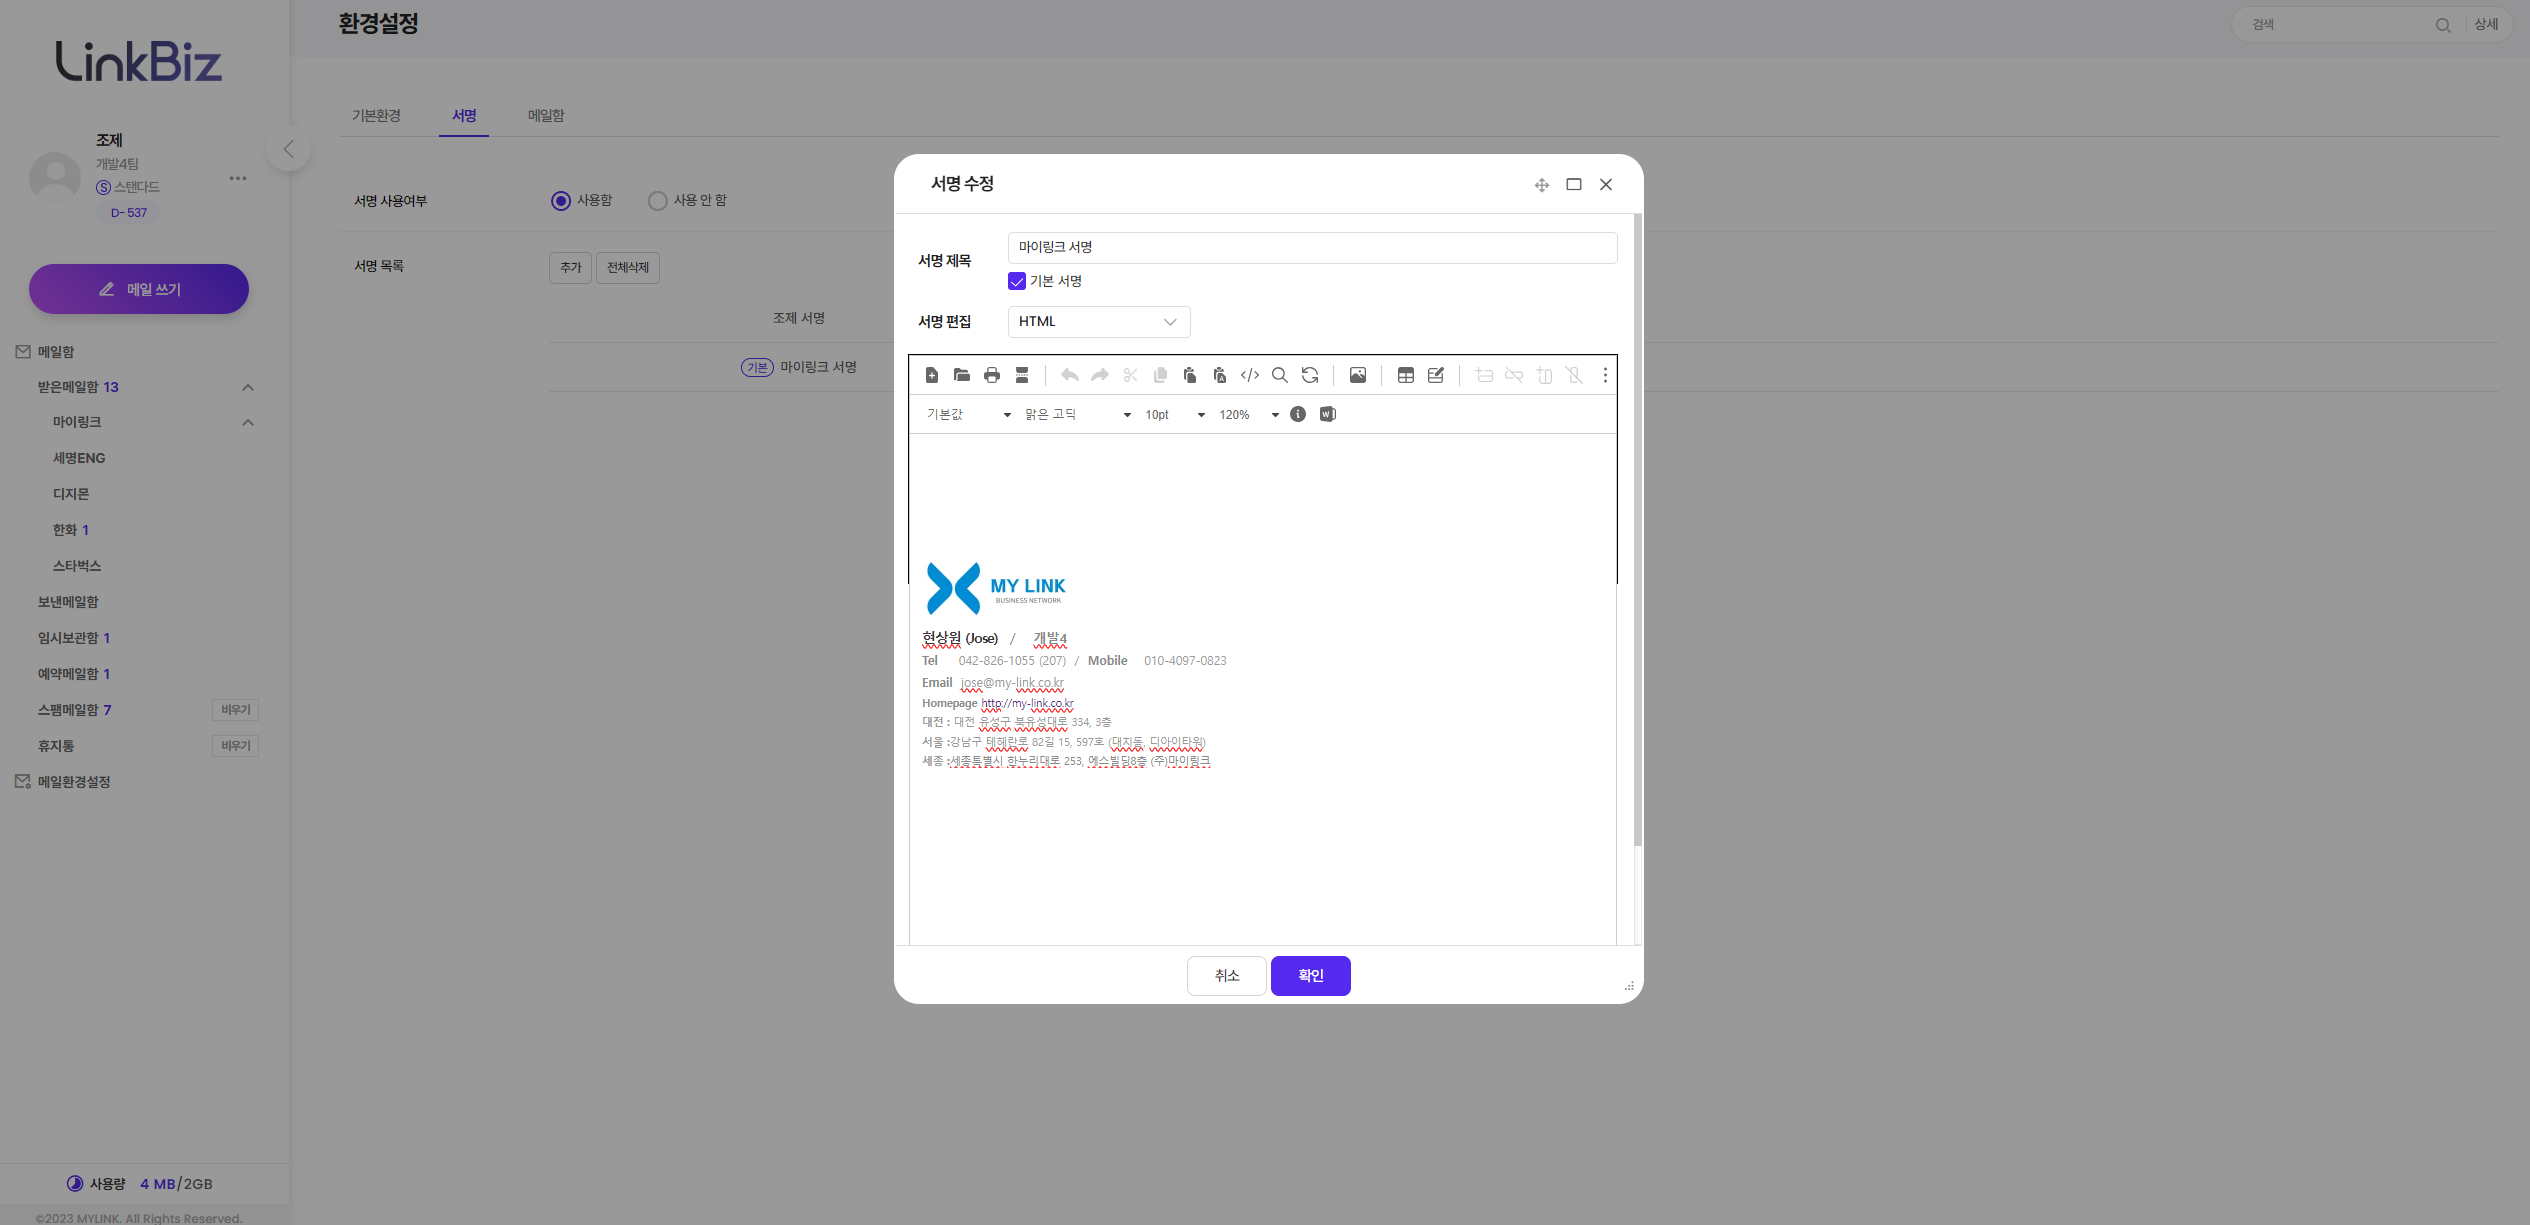 LinkBiz
조제
개발4팀
S 스탠다드
D-537
메일 쓰기
메일함
받은메일함 13
마이링크
세명ENG
디지몬
한화 1
스타벅스
보낸메일함
임시보관함 1
예약메일함 1
스팸메일함 7 비우기
휴지통 비우기
메일환경설정
사용량 4 MB/2GB
©2023 MYLINK. All Rights Reserved.
환경설정
검색 상세
기본환경 서명 메일함
서명 사용여부 사용함 사용 안 함
서명 목록 추가 전체삭제
조제 서명
기본 마이링크 서명
서명 수정
서명 제목 마이링크 서명
기본 서명
서명 편집 HTML
기본값 맑은 고딕 10pt 120%
MY LINK
BUSINESS NETWORK
현상원 (Jose) / 개발4
Tel 042-826-1055 (207) / Mobile 010-4097-0823
Email jose@my-link.co.kr
Homepage http://my-link.co.kr
대전 : 대전 유성구 북유성대로 334, 3층
서울 :강남구 테헤란로 82길 15, 597호 (대치동, 디아이타워)
세종 :세종특별시 한누리대로 253, 에스빌딩8층 (주)마이링크
취소 확인